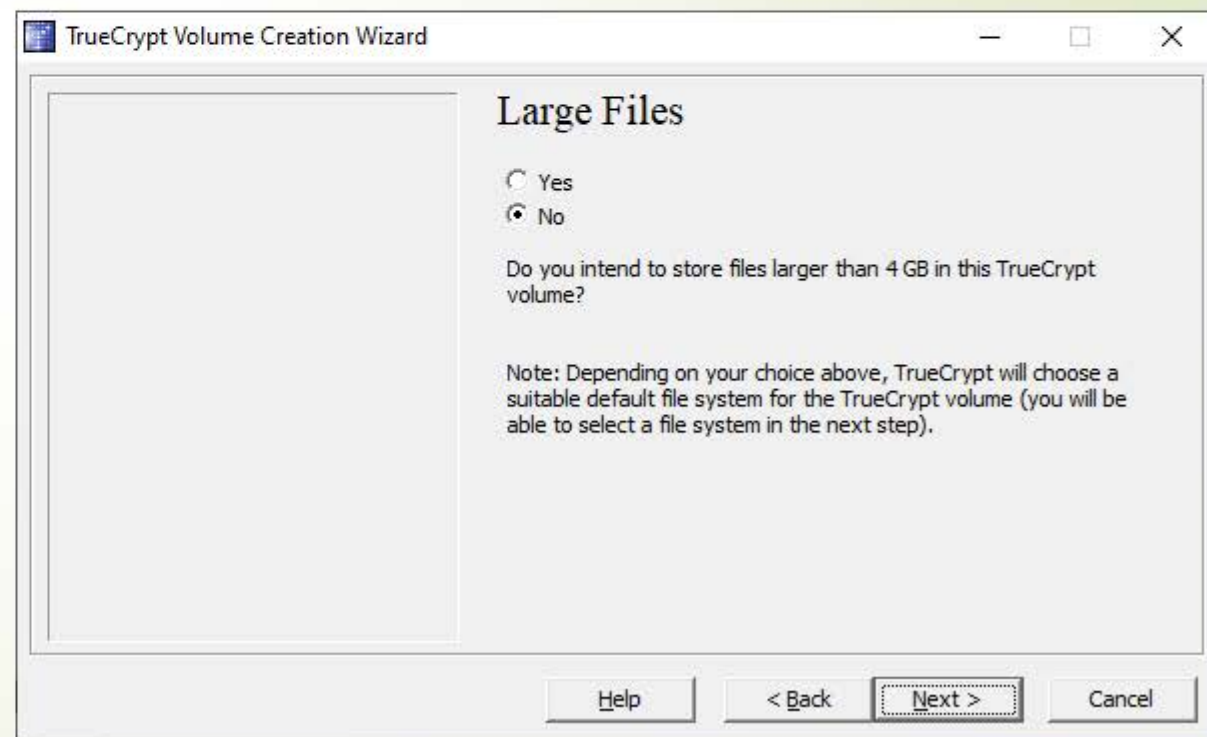 TrueCrypt Volume Creation Wizard
Large Files
Yes
No
Do you intend to store files larger than 4 GB in this TrueCrypt
volume?
Note: Depending on your choice above, TrueCrypt will choose a
suitable default file system for the TrueCrypt volume (you will be
able to select a file system in the next step).
Help
< Back
Next >
Cancel